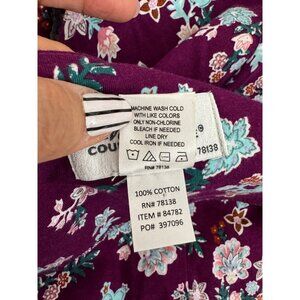 MACHINE WASH COLD
WITH LIKE COLORS
ONLY NON-CHLORINE
BLEACH IF NEEDED
LINE DRY
COOL IRON IF NEEDED
RN# 78138
78138
100% COTTON
RN# 78138
ITEM # 84782
PO# 397096